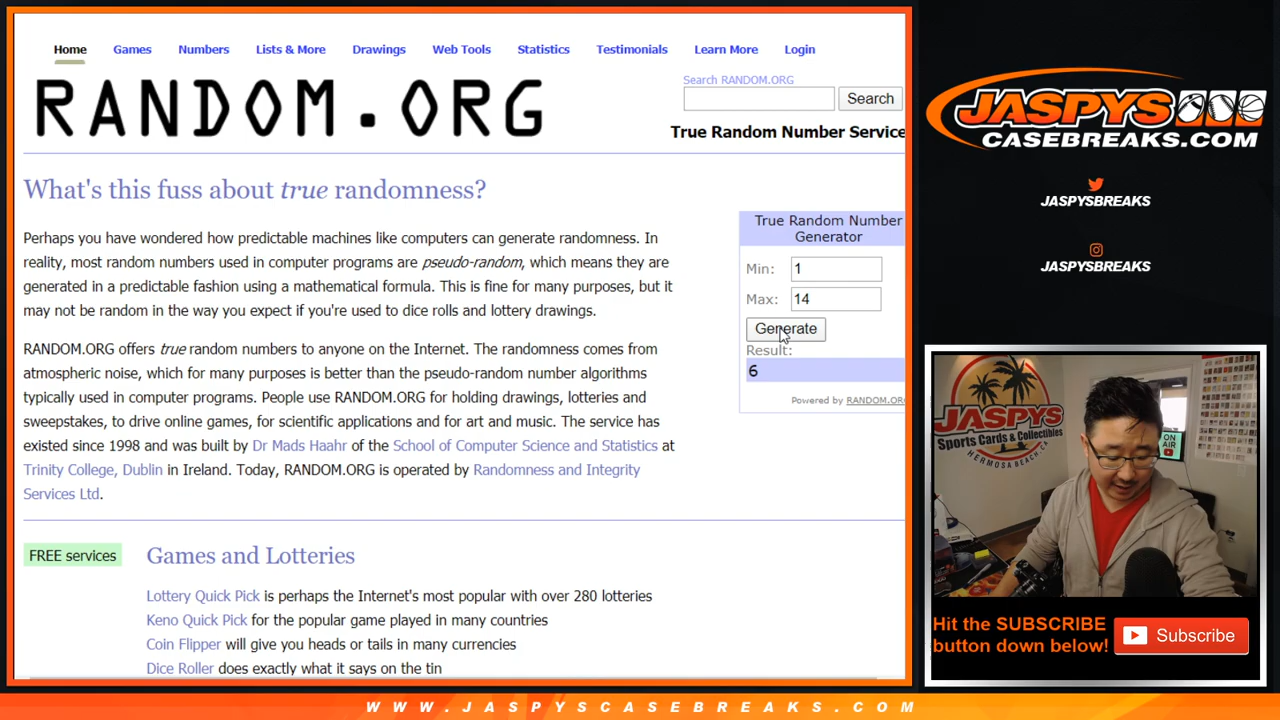 Home Games Numbers Lists & More Drawings Web Tools Statistics Testimonials Learn More Login
RANDOM.ORG
Search RANDOM.ORG
Search
True Random Number Service
What's this fuss about true randomness?
Perhaps you have wondered how predictable machines like computers can generate randomness. In
reality, most random numbers used in computer programs are pseudo-random, which means they are
generated in a predictable fashion using a mathematical formula. This is fine for many purposes, but it
may not be random in the way you expect if you're used to dice rolls and lottery drawings.
RANDOM.ORG offers true random numbers to anyone on the Internet. The randomness comes from
atmospheric noise, which for many purposes is better than the pseudo-random number algorithms
typically used in computer programs. People use RANDOM.ORG for holding drawings, lotteries and
sweepstakes, to drive online games, for scientific applications and for art and music. The service has
existed since 1998 and was built by Dr Mads Haahr of the School of Computer Science and Statistics at
Trinity College, Dublin in Ireland. Today, RANDOM.ORG is operated by Randomness and Integrity
Services Ltd.
True Random Number
Generator
Min: 1
Max: 14
Generate
Result:
6
Powered by RANDOM.ORG
FREE services
Games and Lotteries
Lottery Quick Pick is perhaps the Internet's most popular with over 280 lotteries
Keno Quick Pick for the popular game played in many countries
Coin Flipper will give you heads or tails in many currencies
Dice Roller does exactly what it says on the tin
JASPYS
CASEBREAKS.COM
JASPYSBREAKS
JASPYSBREAKS
JASPYS
Sports Cards & Collectibles
HERMOSA BEACH, CA
ON
AIR
Hit the SUBSCRIBE
button down below!
Subscribe
WWW.JASPYSCASEBREAKS.COM